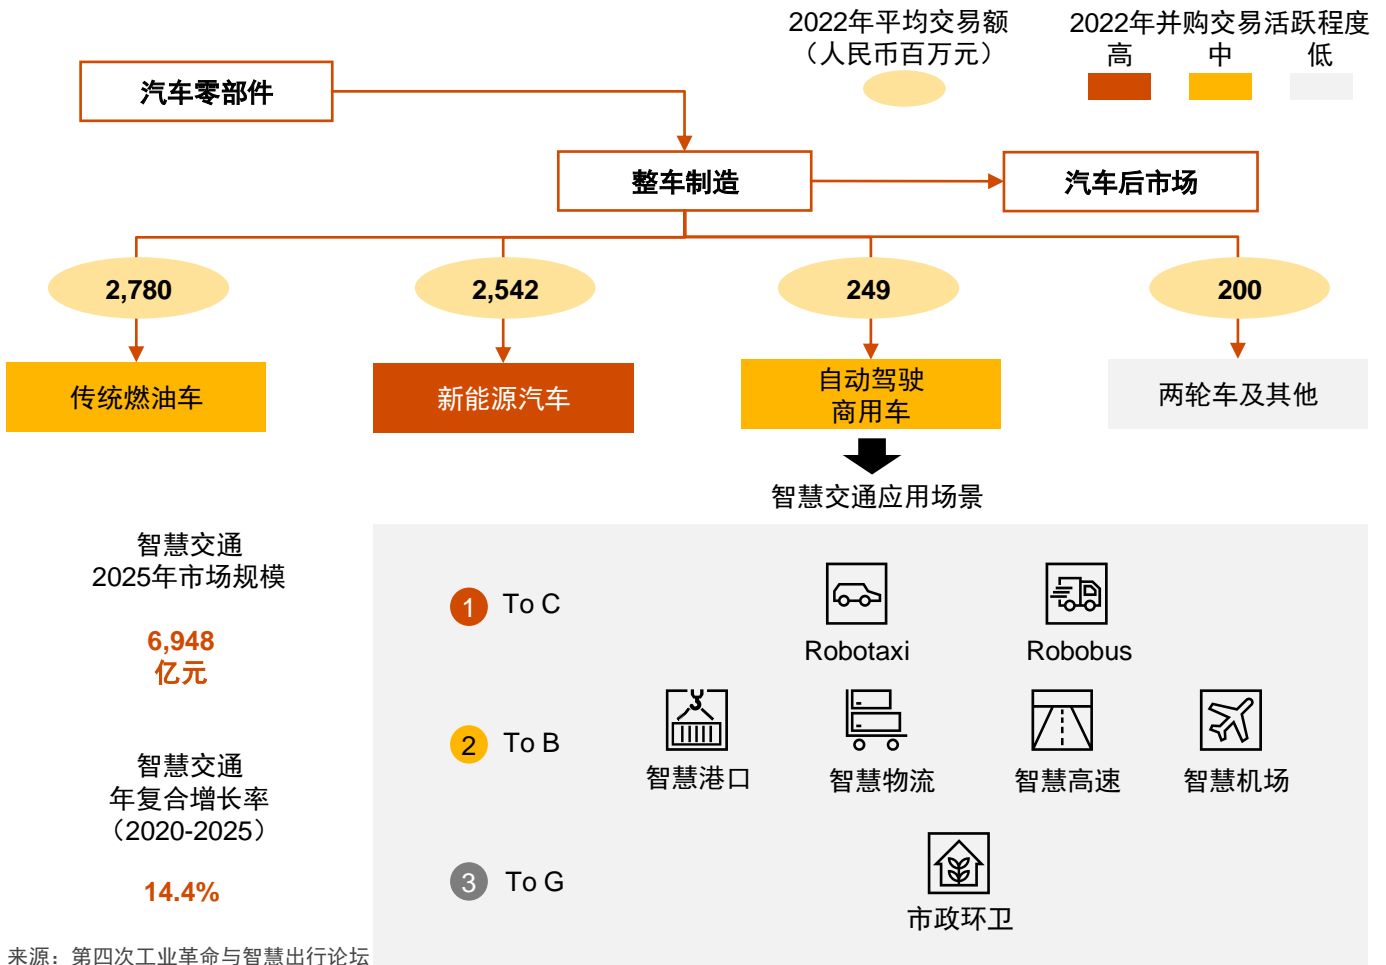 2022年平均交易额
（人民币百万元）
2022年并购交易活跃程度
高 中 低
汽车零部件
整车制造
汽车后市场
2,780
2,542
249
200
传统燃油车
新能源汽车
自动驾驶
商用车
两轮车及其他
智慧交通应用场景
智慧交通
2025年市场规模
6,948
亿元
智慧交通
年复合增长率
（2020-2025）
14.4%
1 To C
Robotaxi
Robobus
2 To B
智慧港口
智慧物流
智慧高速
智慧机场
3 To G
市政环卫
来源：第四次工业革命与智慧出行论坛